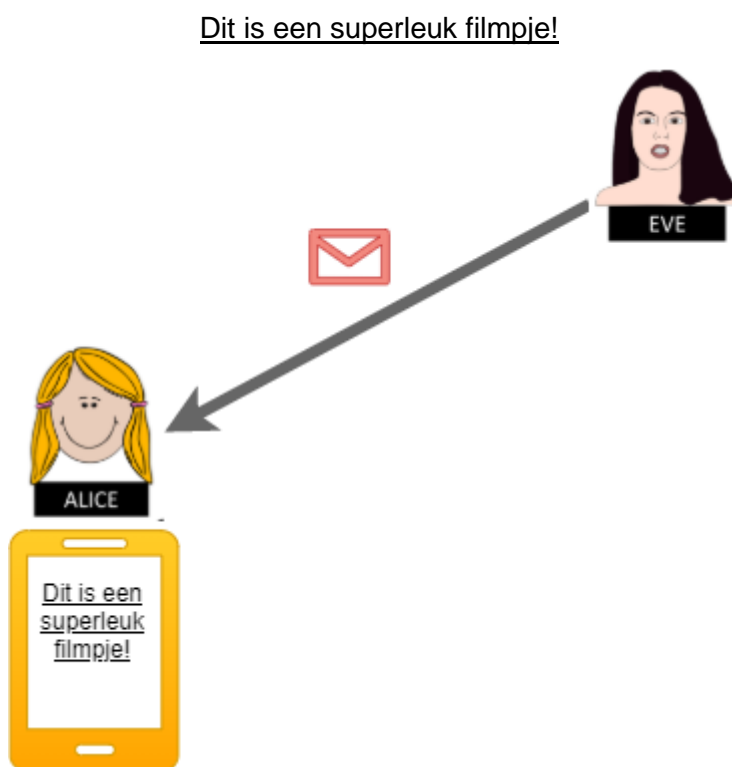 Dit is een superleuk filmpje!
EVE
ALICE
Dit is een
superleuk
filmpje!